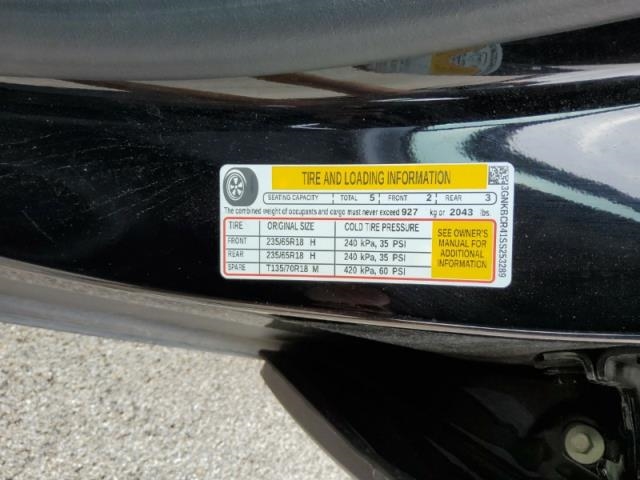 TIRE AND LOADING INFORMATION
SEATING CAPACITY TOTAL 5 FRONT 2 REAR 3
The combined weight of occupants and cargo must never exceed 927 kg or 2043 lbs.
TIRE ORIGINAL SIZE COLD TIRE PRESSURE
FRONT 235/65R18 H 240 kPa, 35 PSI
REAR 235/65R18 H 240 kPa, 35 PSI
SPARE T135/70R18 M 420 kPa, 60 PSI
SEE OWNER'S
MANUAL FOR
ADDITIONAL
INFORMATION
3GNKBCR41SS253289